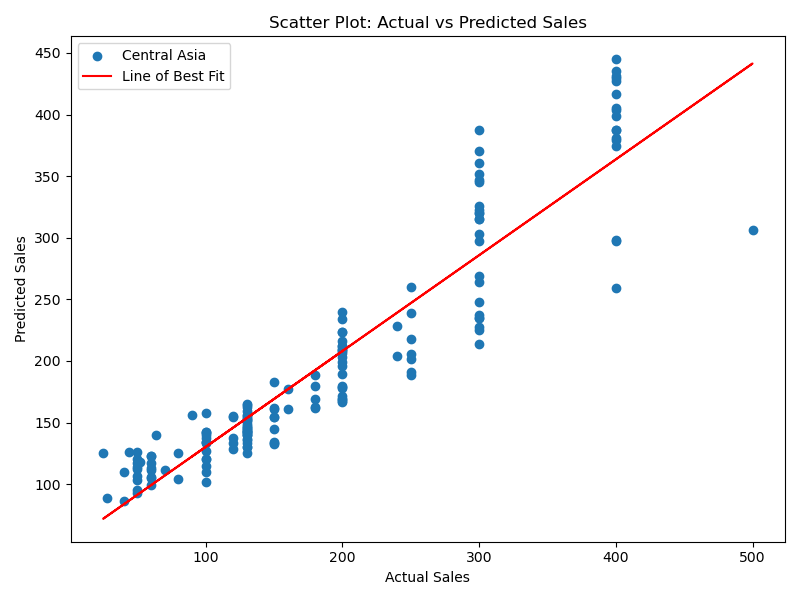 Scatter Plot: Actual vs Predicted Sales
Central Asia
Line of Best Fit
450
400
350
300
250
200
150
100
Predicted Sales
100 200 300 400 500
Actual Sales